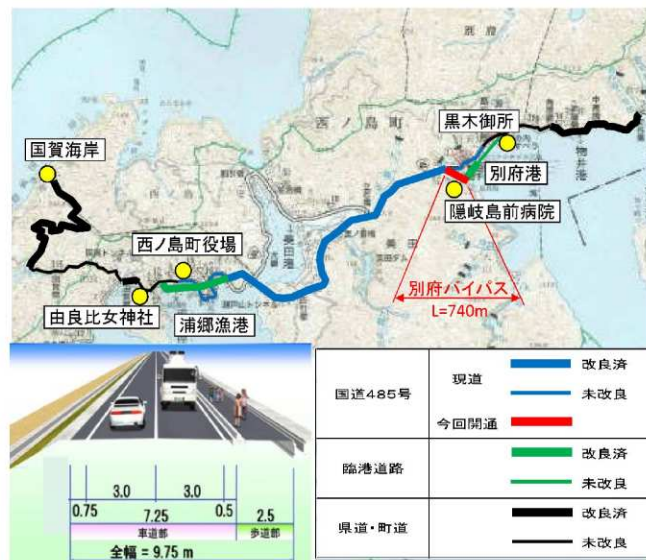 別府
西ノ島町
黒木御所
国賀海岸
別府港
隠岐島前病院
西ノ島町役場
美田
別府バイパス
L=740m
由良比女神社
浦郷漁港
国道485号
現道
改良済
未改良
今回開通
臨港道路
改良済
未改良
県道・町道
改良済
未改良
3.0 3.0
0.75 7.25 0.5 2.5
車道部 歩道部
全幅 = 9.75 m